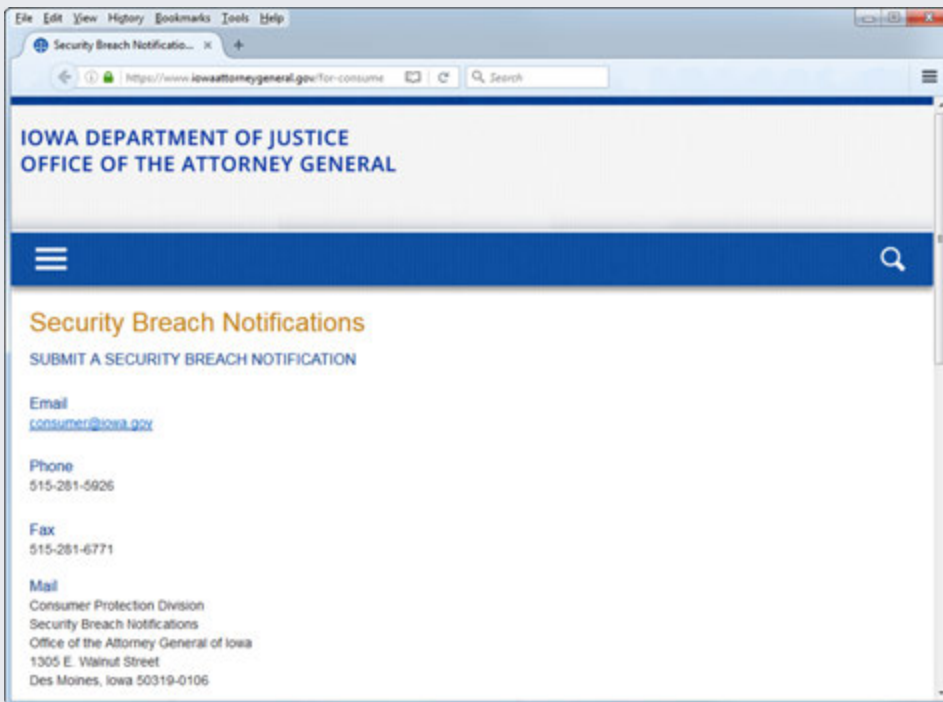 File Edit View History Bookmarks Tools Help
Security Breach Notificatio... × +
https://www.iowaattorneygeneral.gov/for-consume Search
IOWA DEPARTMENT OF JUSTICE
OFFICE OF THE ATTORNEY GENERAL
Security Breach Notifications
SUBMIT A SECURITY BREACH NOTIFICATION
Email
consumer@iowa.gov
Phone
515-281-5926
Fax
515-281-6771
Mail
Consumer Protection Division
Security Breach Notifications
Office of the Attorney General of Iowa
1305 E. Walnut Street
Des Moines, Iowa 50319-0106